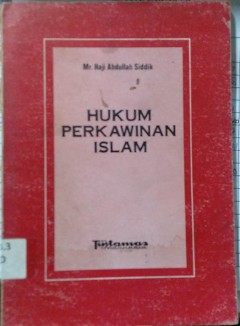 Mr. Haji Abdullah Siddik
HUKUM
PERKAWINAN
ISLAM
Tintamas